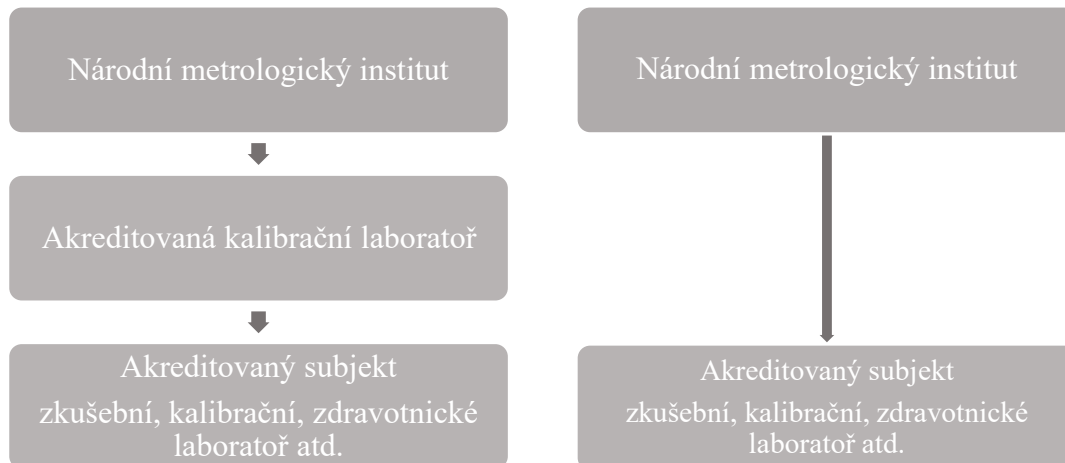 Národní metrologický institut
Akreditovaná kalibrační laboratoř
Akreditovaný subjekt
zkušební, kalibrační, zdravotnické
laboratoř atd.
Národní metrologický institut
Akreditovaný subjekt
zkušební, kalibrační, zdravotnické
laboratoř atd.